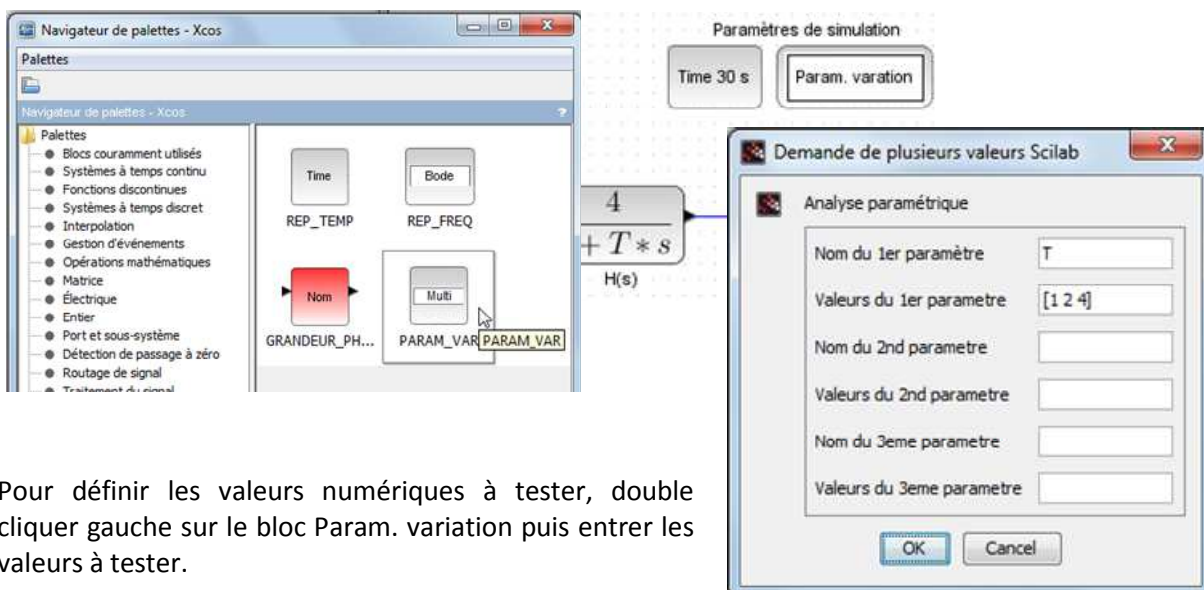 Navigateur de palettes - Xcos
Palettes
Navigateur de palettes - Xcos ?
Palettes
Blocs couramment utilisés
Systèmes à temps continu
Fonctions discontinues
Systèmes à temps discret
Interpolation
Gestion d'événements
Opérations mathématiques
Matrice
Électrique
Entier
Port et sous-système
Détection de passage à zéro
Routage de signal
Traitement du signal
Time
REP_TEMP
Bode
REP_FREQ
Nom
GRANDEUR_PH...
Multi
PARAM_VAR
PARAM_VAR
Paramètres de simulation
Time 30 s
Param. varation
4
+ T * s
H(s)
Demande de plusieurs valeurs Scilab
Analyse paramétrique
Nom du 1er paramètre T
Valeurs du 1er parametre [1 2 4]
Nom du 2nd parametre
Valeurs du 2nd parametre
Nom du 3eme parametre
Valeurs du 3eme parametre
OK Cancel
Pour définir les valeurs numériques à tester, double
cliquer gauche sur le bloc Param. variation puis entrer les
valeurs à tester.